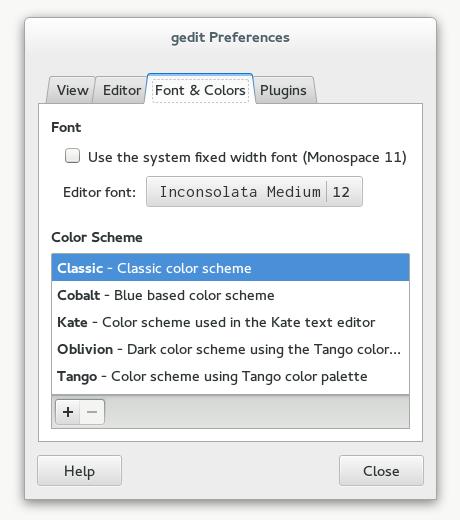 gedit Preferences
View Editor Font & Colors Plugins
Font
Use the system fixed width font (Monospace 11)
Editor font: Inconsolata Medium 12
Color Scheme
Classic - Classic color scheme
Cobalt - Blue based color scheme
Kate - Color scheme used in the Kate text editor
Oblivion - Dark color scheme using the Tango color...
Tango - Color scheme using Tango color palette
+ −
Help Close